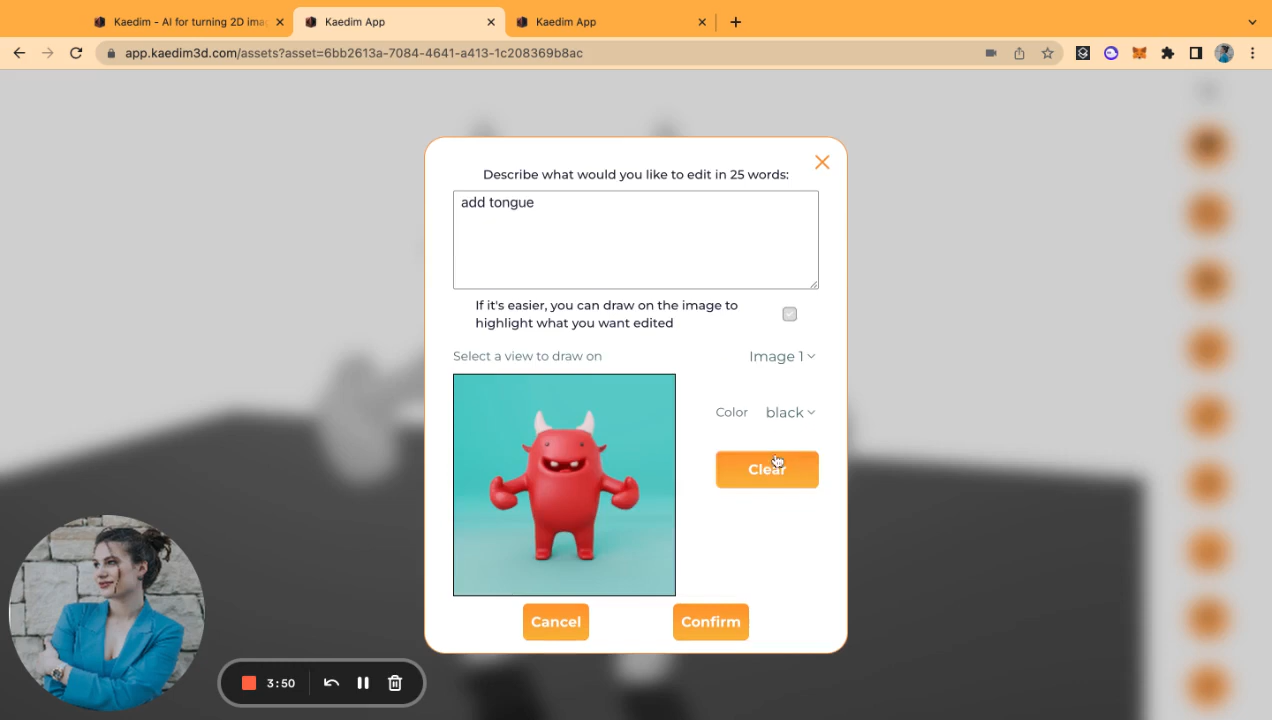 Kaedim - AI for turning 2D ima
Kaedim App
Kaedim App
app.kaedim3d.com/assets?asset=6bb2613a-7084-4641-a413-1c208369b8ac
Describe what would you like to edit in 25 words:
add tongue
If it's easier, you can draw on the image to
highlight what you want edited
Select a view to draw on
Image 1
Color
black
Clear
Cancel
Confirm
3:50